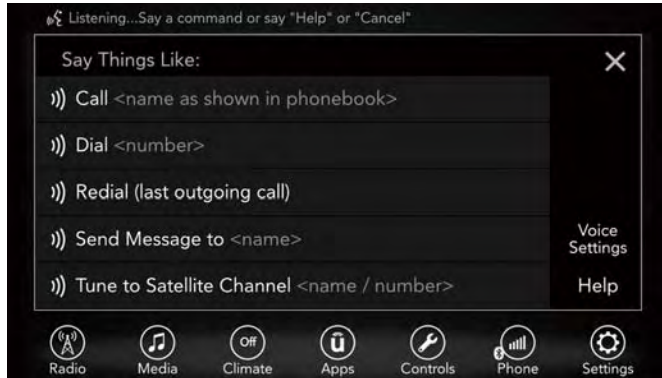 Listening...Say a command or say "Help" or "Cancel"
Say Things Like:
Call <name as shown in phonebook>
Dial <number>
Redial (last outgoing call)
Send Message to <name>
Voice
Settings
Tune to Satellite Channel <name / number>
Help
Off
û
Radio
Media
Climate
Apps
Controls
Phone
Settings